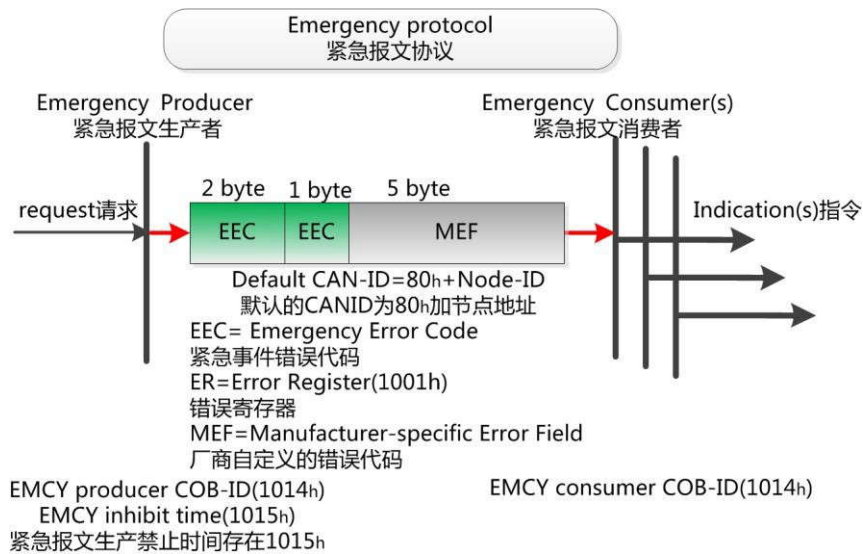 Emergency protocol
紧急报文协议
Emergency Producer
紧急报文生产者
Emergency Consumer(s)
紧急报文消费者
2 byte
1 byte
5 byte
request请求
EEC
EEC
MEF
Indication(s)指令
Default CAN-ID=80h+Node-ID
默认的CANID为80h加节点地址
EEC= Emergency Error Code
紧急事件错误代码
ER=Error Register(1001h)
错误寄存器
MEF=Manufacturer-specific Error Field
厂商自定义的错误代码
EMCY producer COB-ID(1014h)
EMCY inhibit time(1015h)
紧急报文生产禁止时间存在1015h
EMCY consumer COB-ID(1014h)